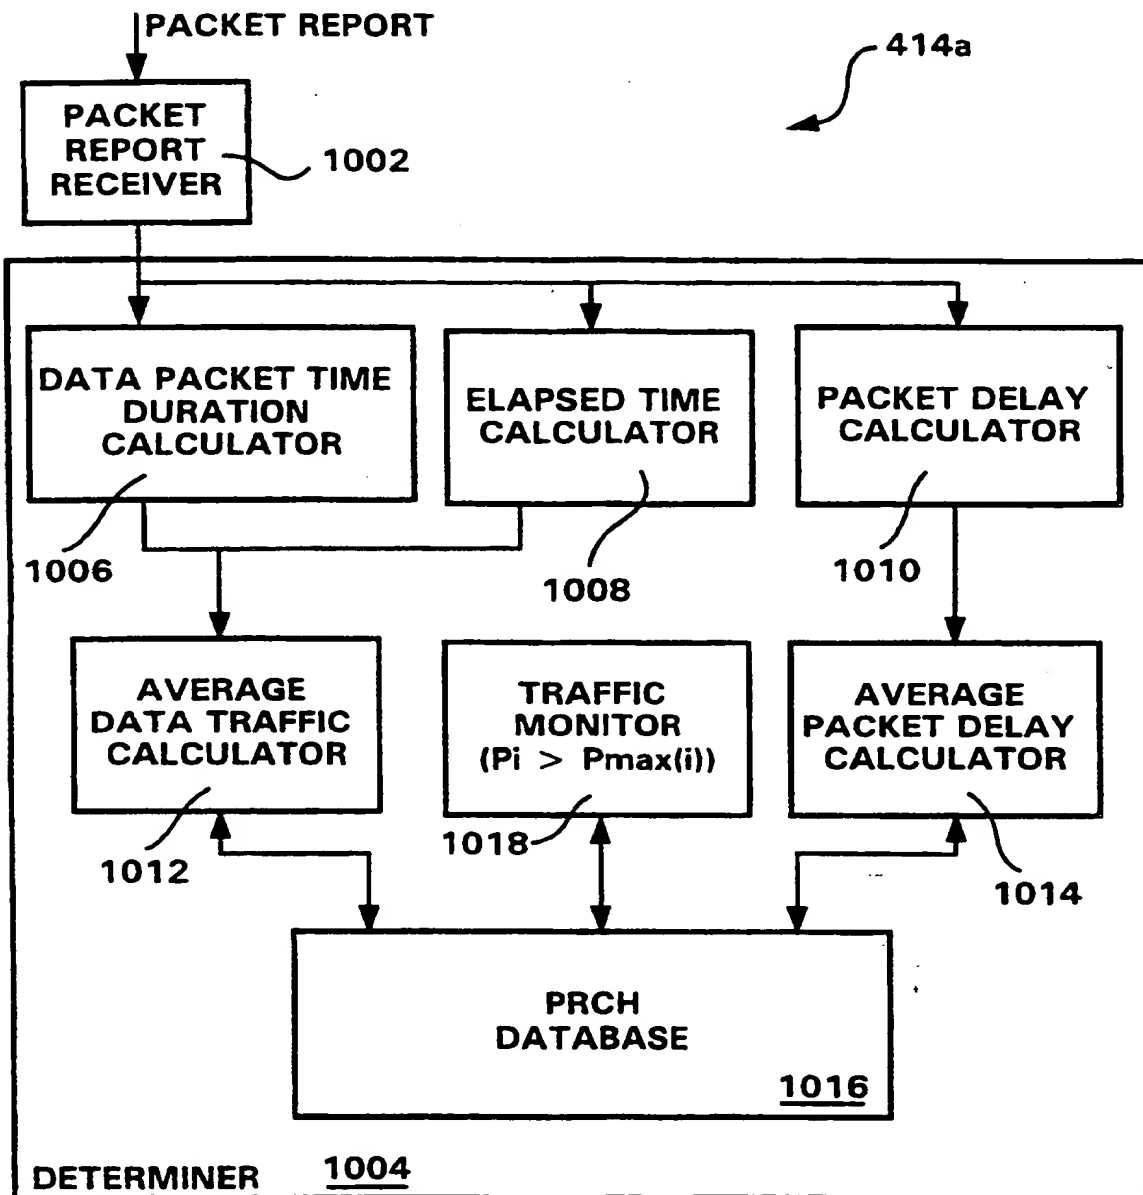 PACKET REPORT
414a
PACKET
REPORT
RECEIVER
1002
DATA PACKET TIME
DURATION
CALCULATOR
1006
ELAPSED TIME
CALCULATOR
1008
PACKET DELAY
CALCULATOR
1010
AVERAGE
DATA TRAFFIC
CALCULATOR
1012
TRAFFIC
MONITOR
(Pi > Pmax(i))
1018
AVERAGE
PACKET DELAY
CALCULATOR
1014
PRCH
DATABASE
1016
DETERMINER 1004